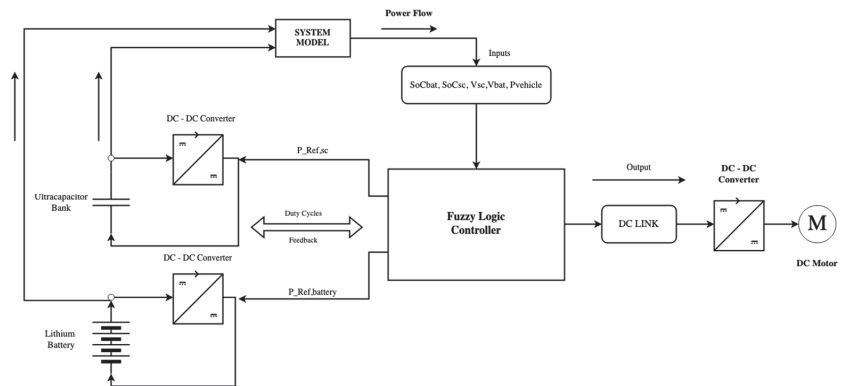 Power Flow
SYSTEM
MODEL
Inputs
SoCbat, SoCsc, Vsc,Vbat, Pvehicle
DC - DC Converter
P_Ref,sc
Ultracapacitor
Bank
Duty Cycles
Feedback
Fuzzy Logic
Controller
Output
DC LINK
DC - DC
Converter
M
DC Motor
DC - DC Converter
P_Ref,battery
Lithium
Battery